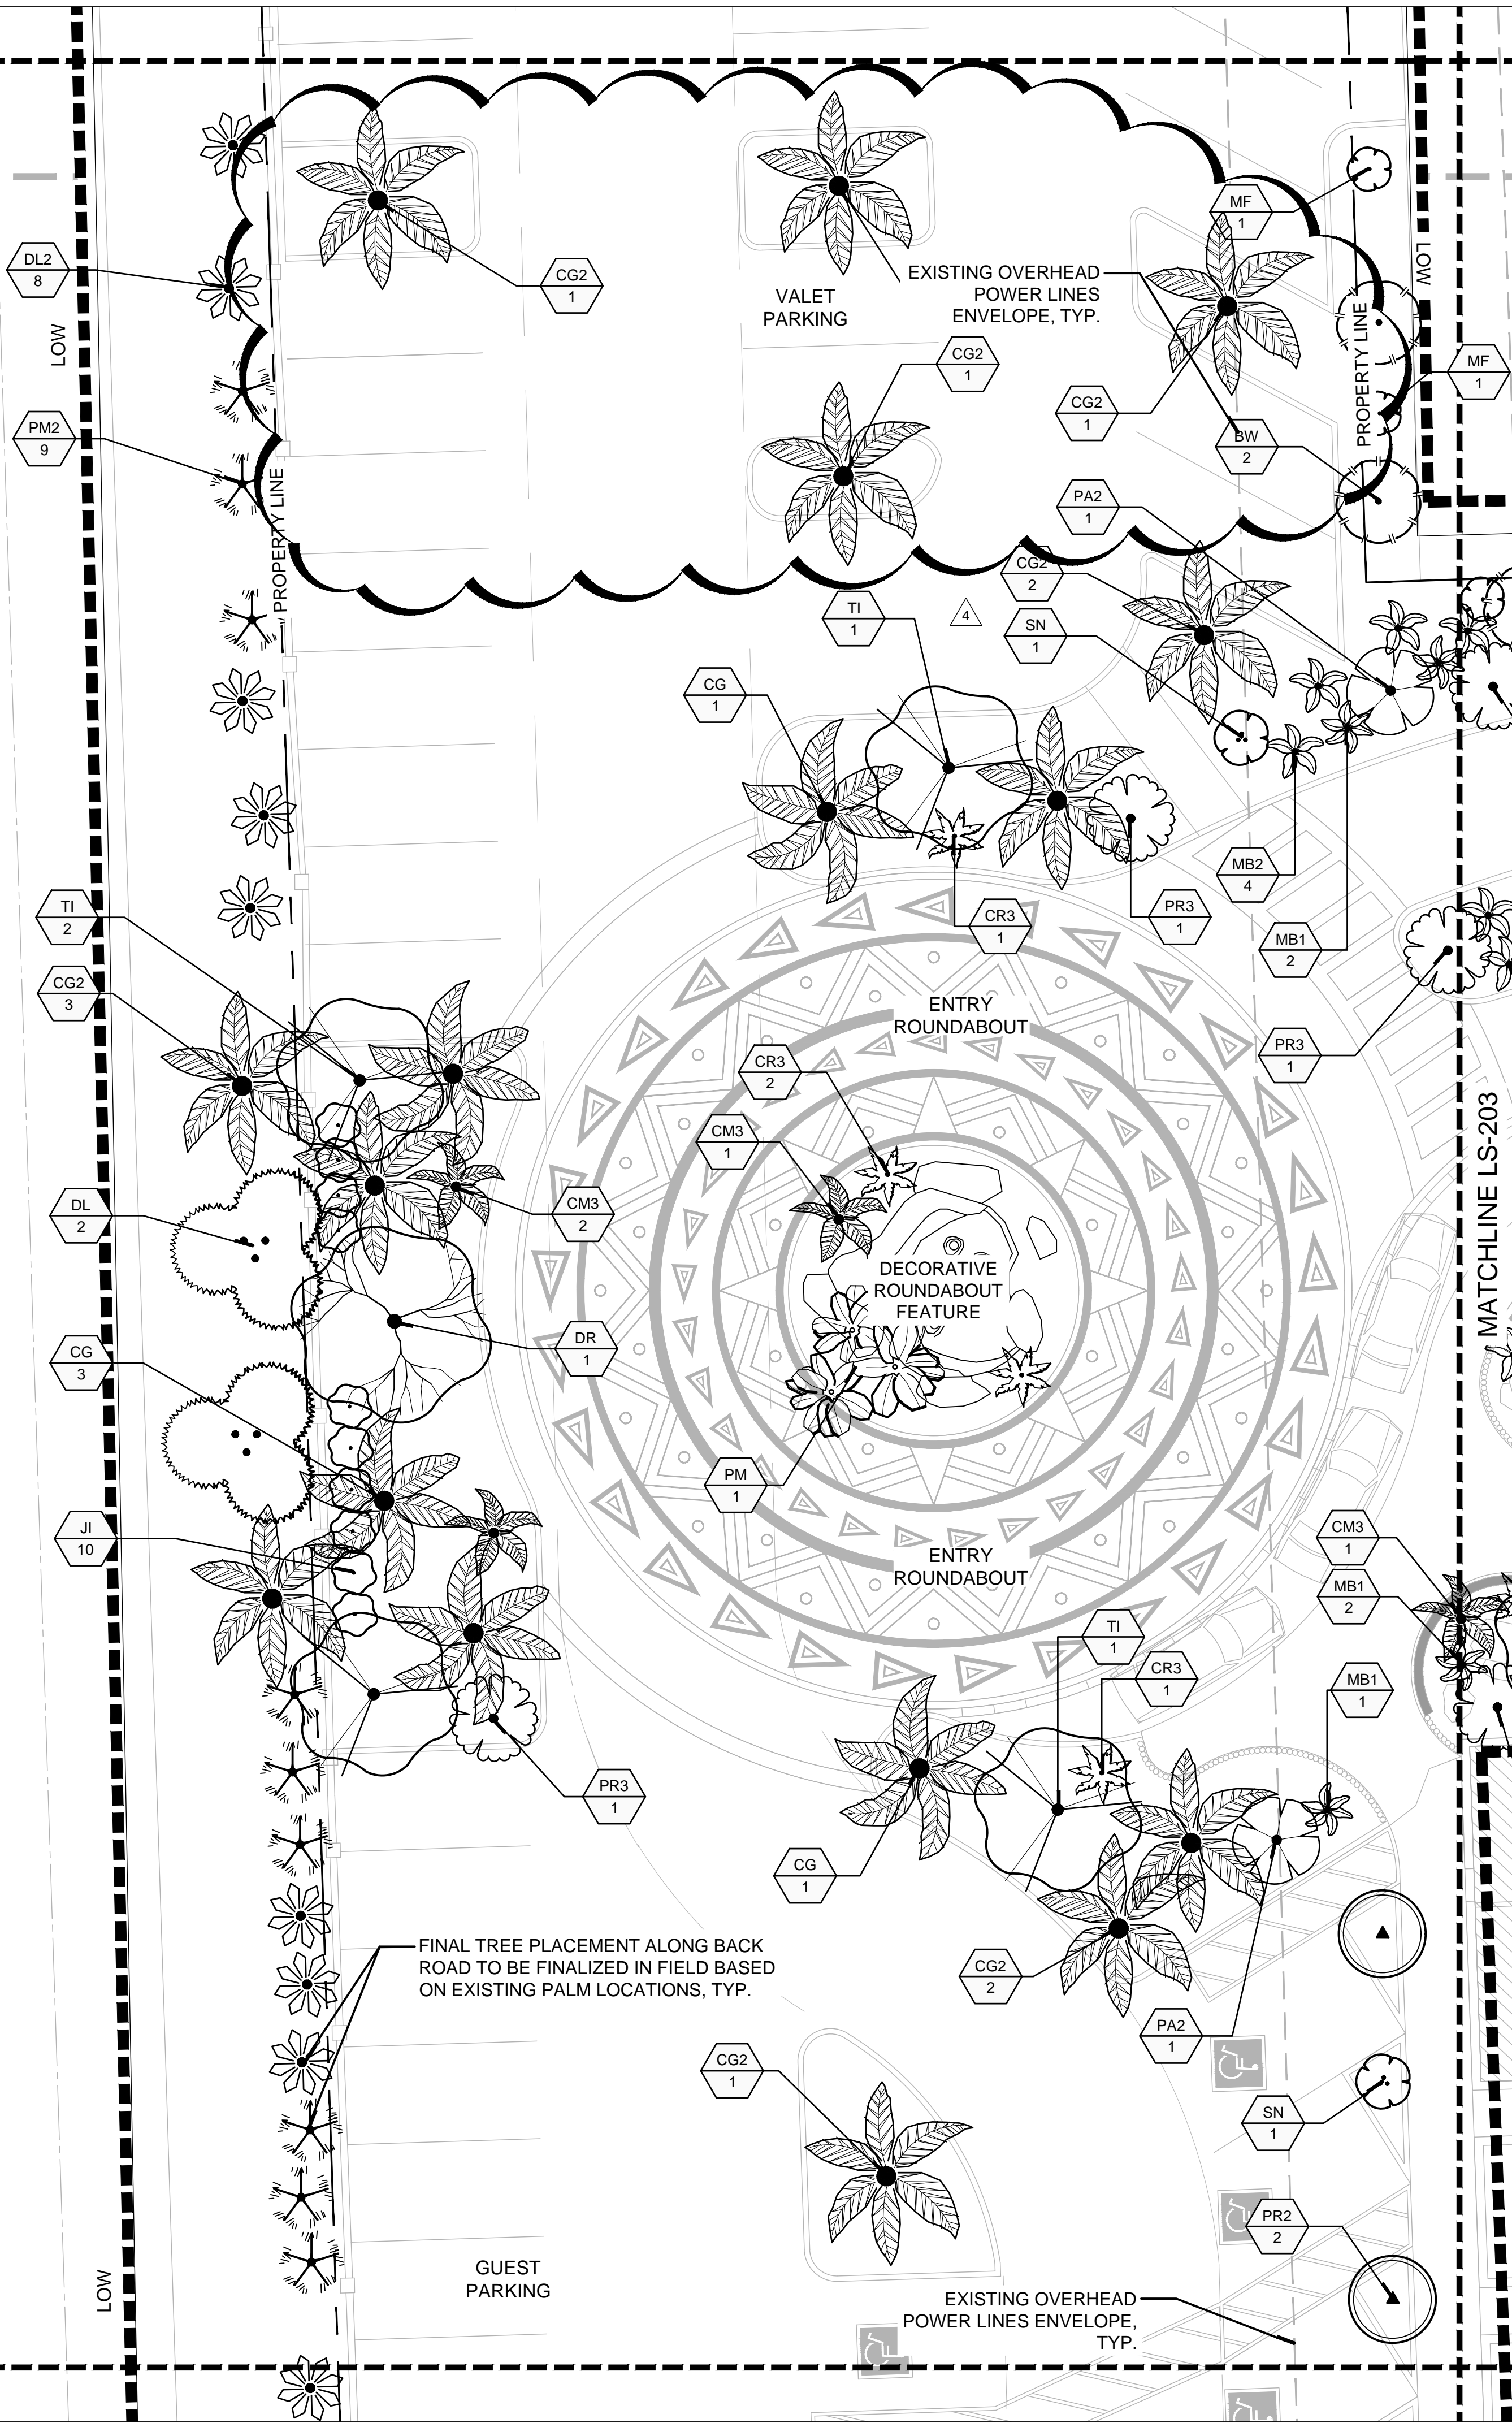 MF
1
DL2
8
LOW
CG2
1
VALET
PARKING
EXISTING OVERHEAD
POWER LINES
ENVELOPE, TYP.
LOW
PROPERTY LINE
CG2
1
MF
1
CG2
1
PM2
9
BW
2
PROPERTY LINE
PA2
1
CG2
2
TI
1
4
SN
1
CG
1
MB2
4
TI
2
CR3
1
PR3
1
MB1
2
CG2
3
ENTRY
ROUNDABOUT
PR3
1
CR3
2
CM3
1
MATCHLINE LS-203
DL
2
CM3
2
DECORATIVE
ROUNDABOUT
FEATURE
CG
3
DR
1
PM
1
JI
10
CM3
1
ENTRY
ROUNDABOUT
MB1
2
TI
1
CR3
1
MB1
1
PR3
1
CG
1
FINAL TREE PLACEMENT ALONG BACK
ROAD TO BE FINALIZED IN FIELD BASED
ON EXISTING PALM LOCATIONS, TYP.
CG2
2
PA2
1
CG2
1
SN
1
PR2
2
GUEST
PARKING
LOW
EXISTING OVERHEAD
POWER LINES ENVELOPE,
TYP.